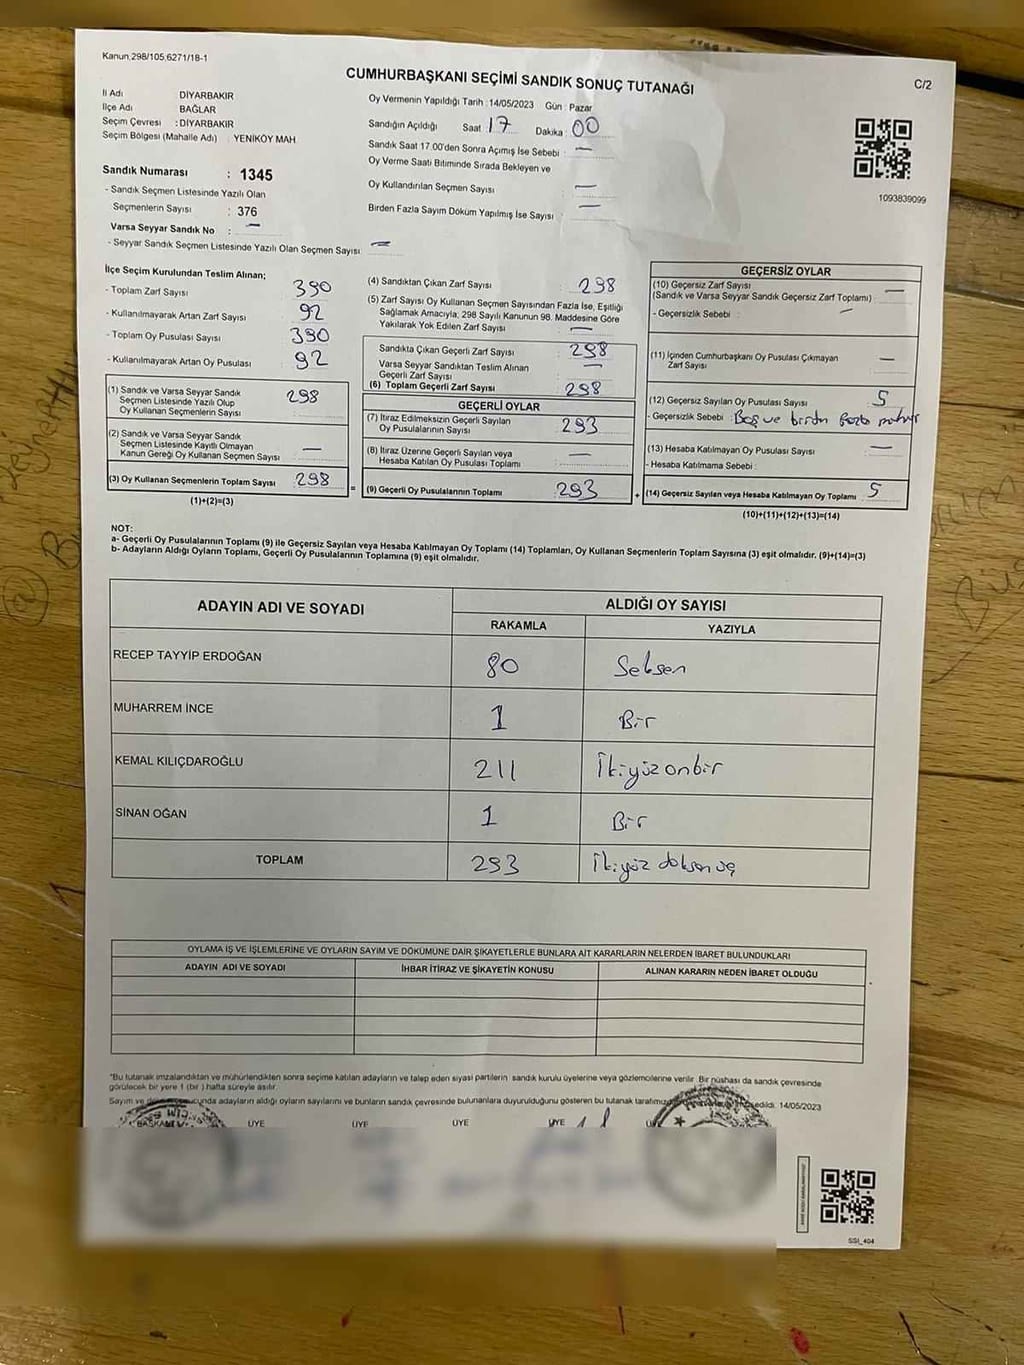 Kanun 298/105,6271/18-1
CUMHURBAŞKANI SEÇİMİ SANDIK SONUÇ TUTANAĞI
C/2
İl Adı DİYARBAKIR
İlçe Adı BAĞLAR
Seçim Çevresi : DİYARBAKIR
Seçim Bölgesi (Mahalle Adı) : YENİKÖY MAH
Sandık Numarası : 1345
- Sandık Seçmen Listesinde Yazılı Olan
Seçmenlerin Sayısı : 376
Varsa Seyyar Sandık No : —
- Seyyar Sandık Seçmen Listesinde Yazılı Olan Seçmen Sayısı: —
Oy Vermenin Yapıldığı Tarih : 14/05/2023 Gün : Pazar
Sandığın Açıldığı Saat 17 Dakika : 00
Sandık Saat 17.00'den Sonra Açımış İse Sebebi : —
Oy Verme Saati Bitiminde Sırada Bekleyen ve
Oy Kullandırılan Seçmen Sayısı : —
Birden Fazla Sayım Döküm Yapılmış İse Sayısı : —
1093839099
İlçe Seçim Kurulundan Teslim Alınan;
- Toplam Zarf Sayısı 390
- Kullanılmayarak Artan Zarf Sayısı : 92
- Toplam Oy Pusulası Sayısı : 390
- Kullanılmayarak Artan Oy Pusulası : 92
(1) Sandık ve Varsa Seyyar Sandık
Seçmen Listesinde Yazılı Olup
Oy Kullanan Seçmenlerin Sayısı : 298
(2) Sandık ve Varsa Seyyar Sandık
Seçmen Listesinde Kayıtlı Olmayan
Kanun Gereği Oy Kullanan Seçmen Sayısı : —
(3) Oy Kullanan Seçmenlerin Toplam Sayısı : 298
(1)+(2)=(3)
(4) Sandıktan Çıkan Zarf Sayısı : 298
(5) Zarf Sayısı Oy Kullanan Seçmen Sayısından Fazla İse, Eşitliği
Sağlamak Amacıyla; 298 Sayılı Kanunun 98. Maddesine Göre
Yakılarak Yok Edilen Zarf Sayısı : —
Sandıkta Çıkan Geçerli Zarf Sayısı : 298
Varsa Seyyar Sandıktan Teslim Alınan
Geçerli Zarf Sayısı : —
(6) Toplam Geçerli Zarf Sayısı : 298
GEÇERLİ OYLAR
(7) İtiraz Edilmeksizin Geçerli Sayılan
Oy Pusulalarının Sayısı : 293
(8) İtiraz Üzerine Geçerli Sayılan veya
Hesaba Katılan Oy Pusulası Toplamı : —
= (9) Geçerli Oy Pusulalarının Toplamı : 293
GEÇERSİZ OYLAR
(10) Geçersiz Zarf Sayısı : —
(Sandık ve Varsa Seyyar Sandık Geçersiz Zarf Toplamı)
- Geçersizlik Sebebi : —
(11) İçinden Cumhurbaşkanı Oy Pusulası Çıkmayan
Zarf Sayısı : —
(12) Geçersiz Sayılan Oy Pusulası Sayısı : 5
- Geçersizlik Sebebi : Boş ve birden fazla mühür
(13) Hesaba Katılmayan Oy Pusulası Sayısı : —
- Hesaba Katılmama Sebebi :
+ (14) Geçersiz Sayılan veya Hesaba Katılmayan Oy Toplamı : 5
(10)+(11)+(12)+(13)=(14)
NOT:
a- Geçerli Oy Pusulalarının Toplamı (9) ile Geçersiz Sayılan veya Hesaba Katılmayan Oy Toplamı (14) Toplamları, Oy Kullanan Seçmenlerin Toplam Sayısına (3) eşit olmalıdır. (9)+(14)=(3)
b- Adayların Aldığı Oyların Toplamı, Geçerli Oy Pusulalarının Toplamına (9) eşit olmalıdır.
ADAYIN ADI VE SOYADI ALDIĞI OY SAYISI
RAKAMLA YAZIYLA
RECEP TAYYİP ERDOĞAN 80 Seksen
MUHARREM İNCE 1 Bir
KEMAL KILIÇDAROĞLU 211 İkiyüzonbir
SİNAN OĞAN 1 Bir
TOPLAM 293 İkiyüz doksan üç
OYLAMA İŞ VE İŞLEMLERİNE VE OYLARIN SAYIM VE DÖKÜMÜNE DAİR ŞİKAYETLERLE BUNLARA AİT KARARLARIN NELERDEN İBARET BULUNDUKLARI
ADAYIN ADI VE SOYADI İHBAR İTİRAZ VE ŞİKAYETİN KONUSU ALINAN KARARIN NEDEN İBARET OLDUĞU
"Bu tutanak imzalandıktan ve mühürlendikten sonra seçime katılan adayların ve talep eden siyasi partilerin sandık kurulu üyelerine veya gözlemcilerine verilir. Bir nüshası da sandık çevresinde
görülecek bir yere 1 (bir ) hafta süreyle asılır.
Sayım ve adayların aldığı oyların sayılarını ve bunların sandık çevresinde bulunanlara duyurulduğunu gösteren bu tutanak 14/05/2023
BAŞKAN ÜYE ÜYE ÜYE ÜYE
SSI_404